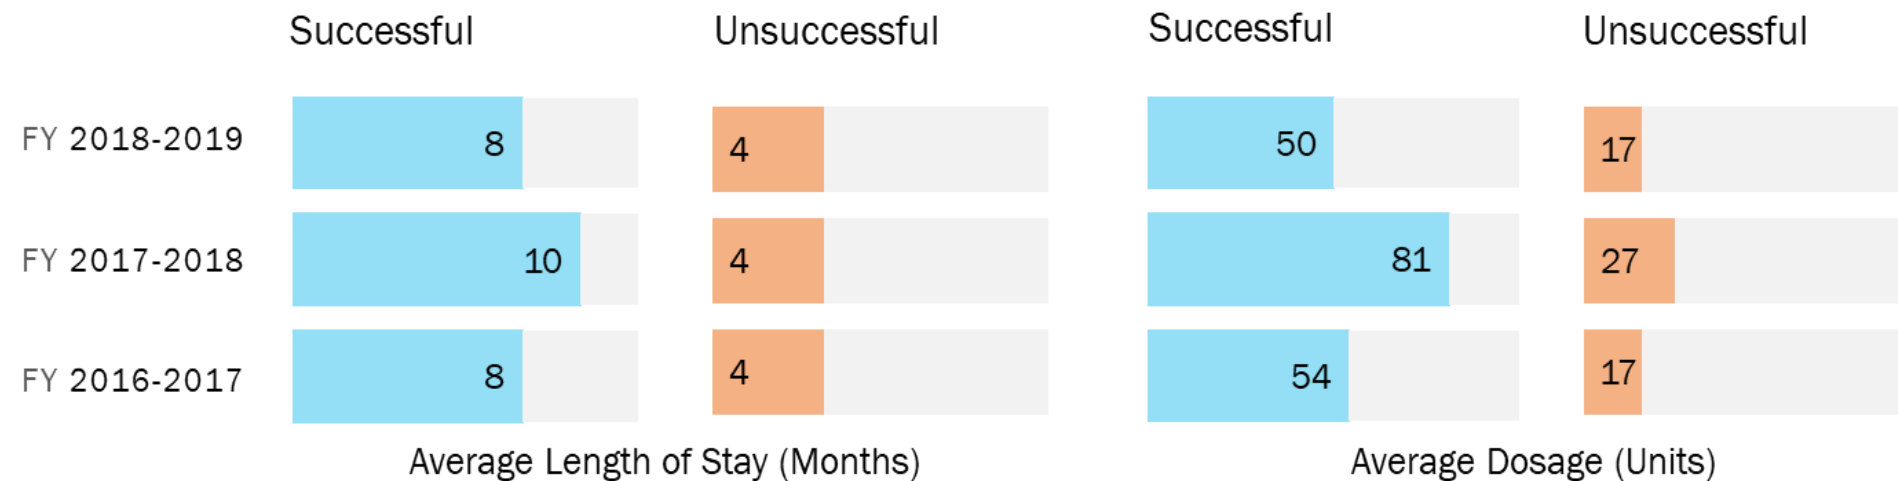 Successful Unsuccessful Successful Unsuccessful
FY 2018-2019 8 4 50 17
FY 2017-2018 10 4 81 27
FY 2016-2017 8 4 54 17
Average Length of Stay (Months) Average Dosage (Units)